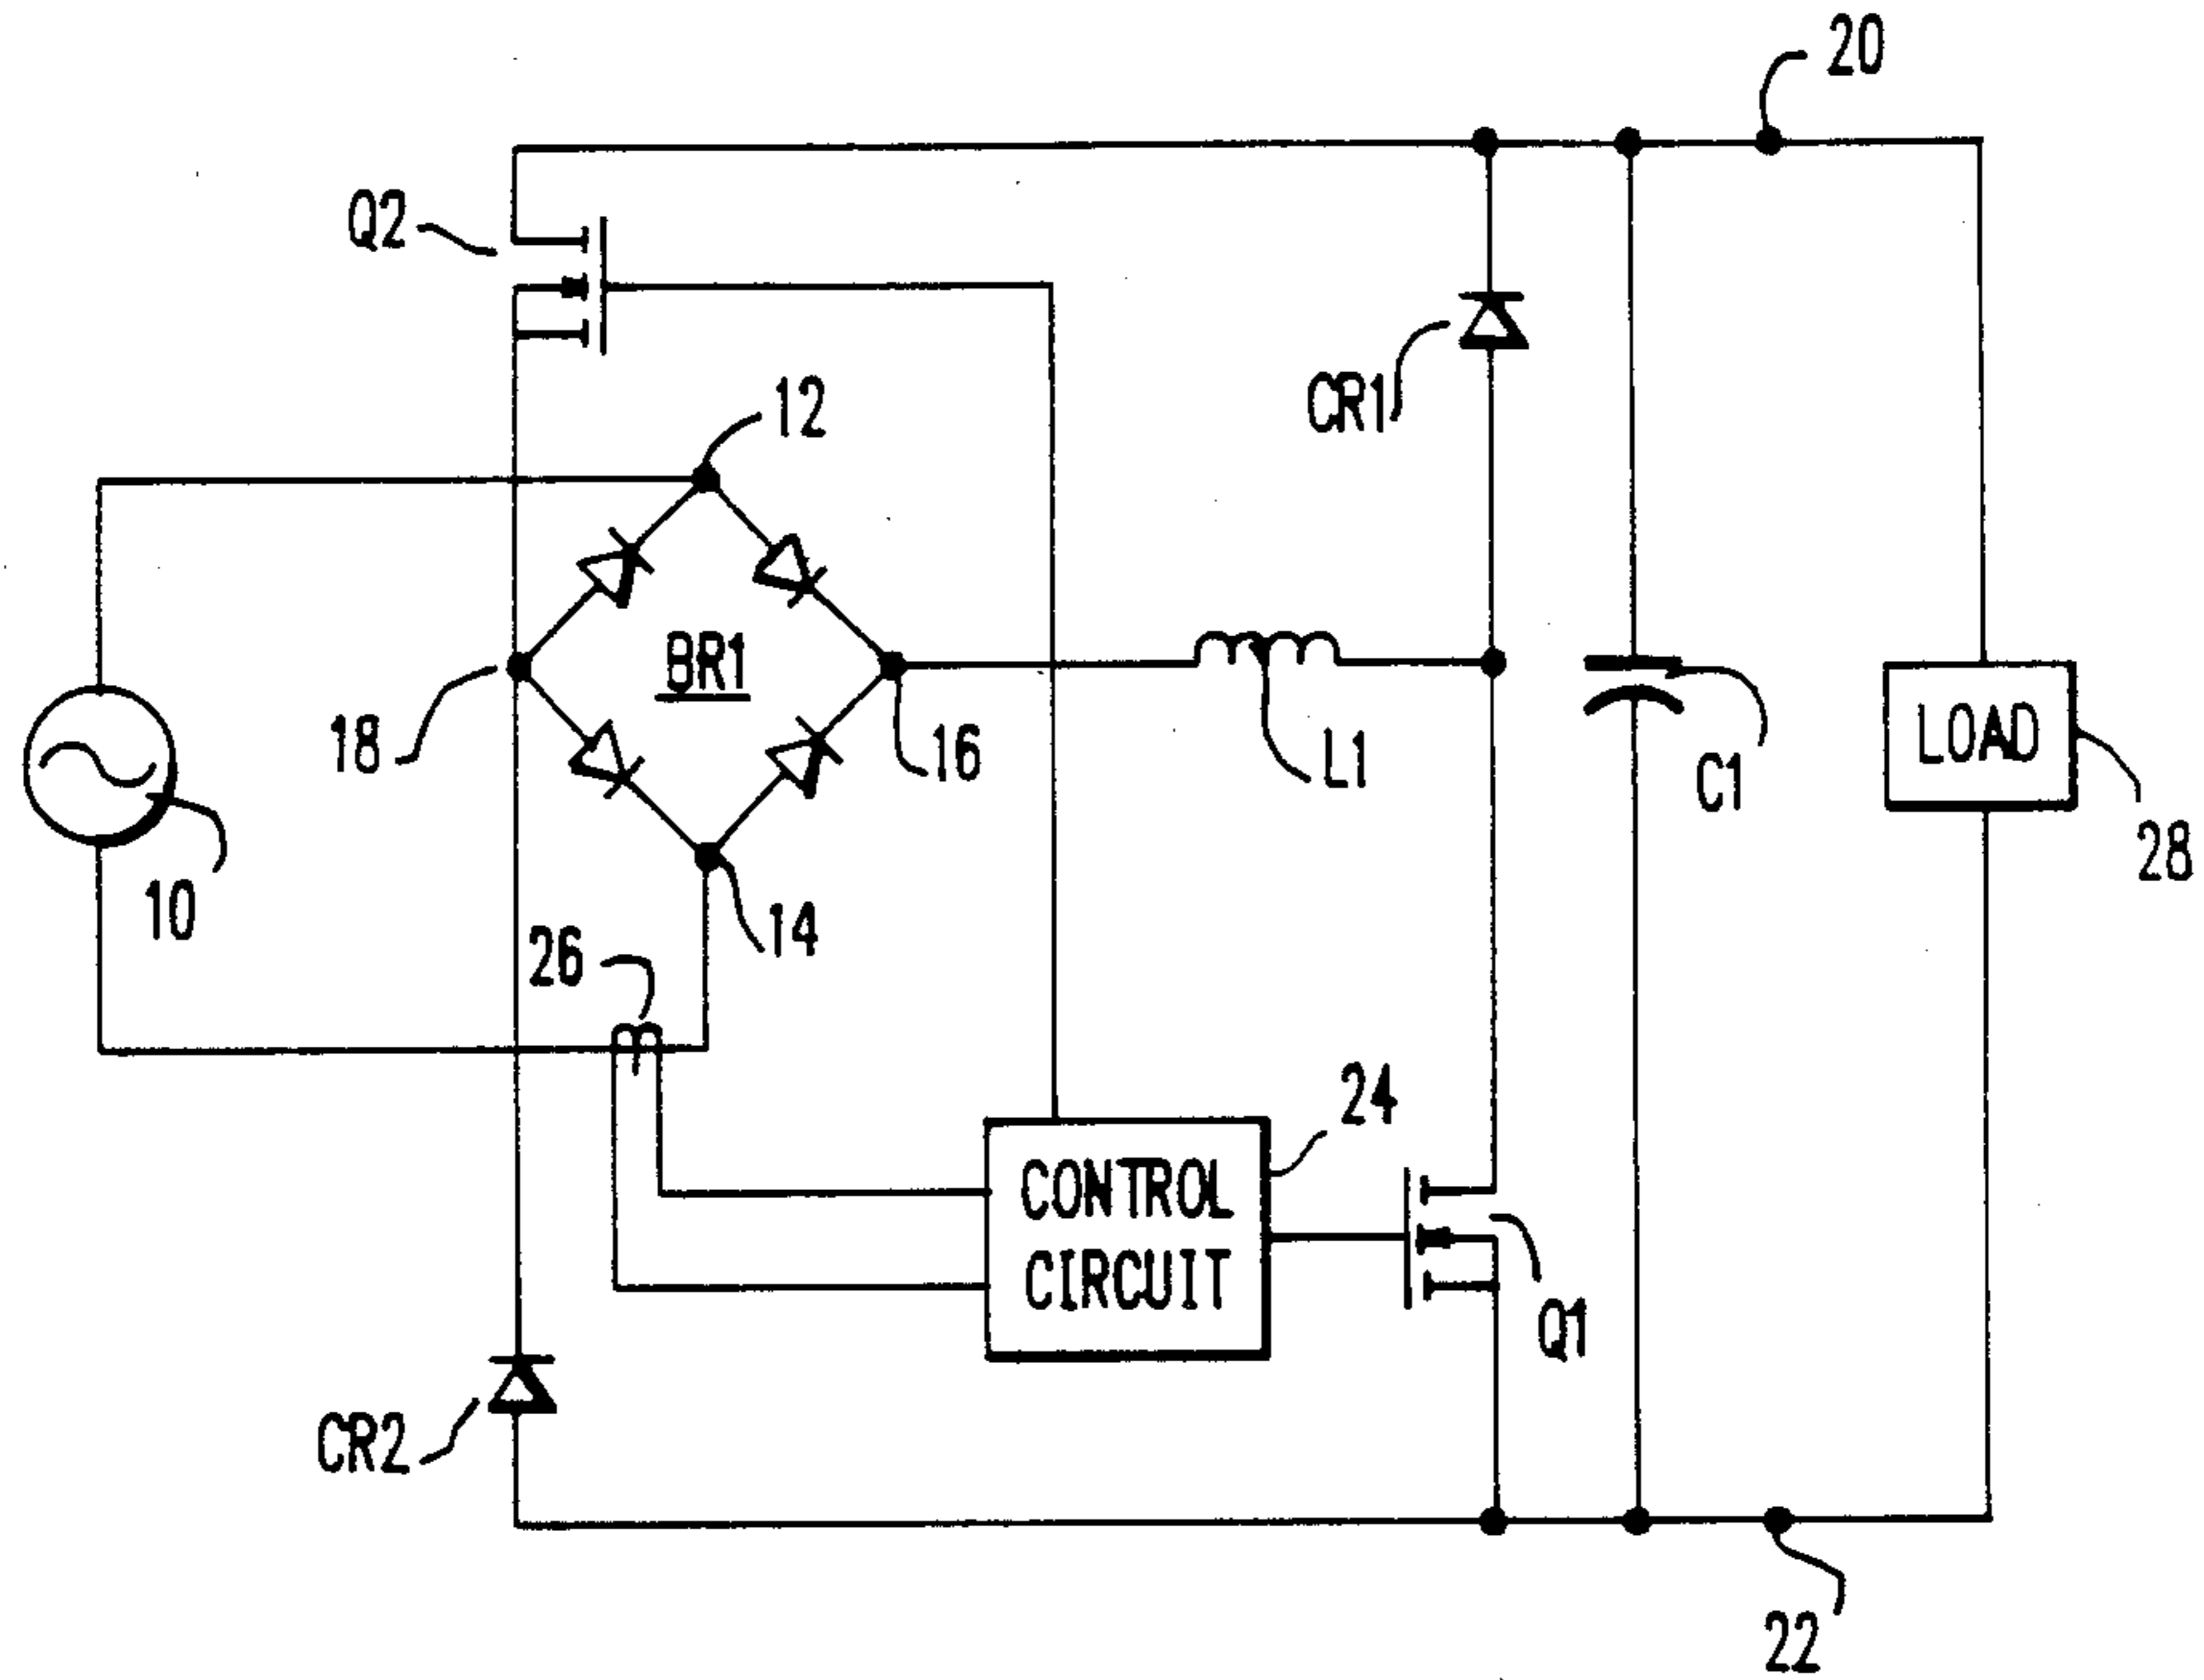 20
Q2
12
CR1
BR1
18
16
L1
C1
LOAD
28
10
14
26
24
CONTROL
CIRCUIT
Q1
CR2
22